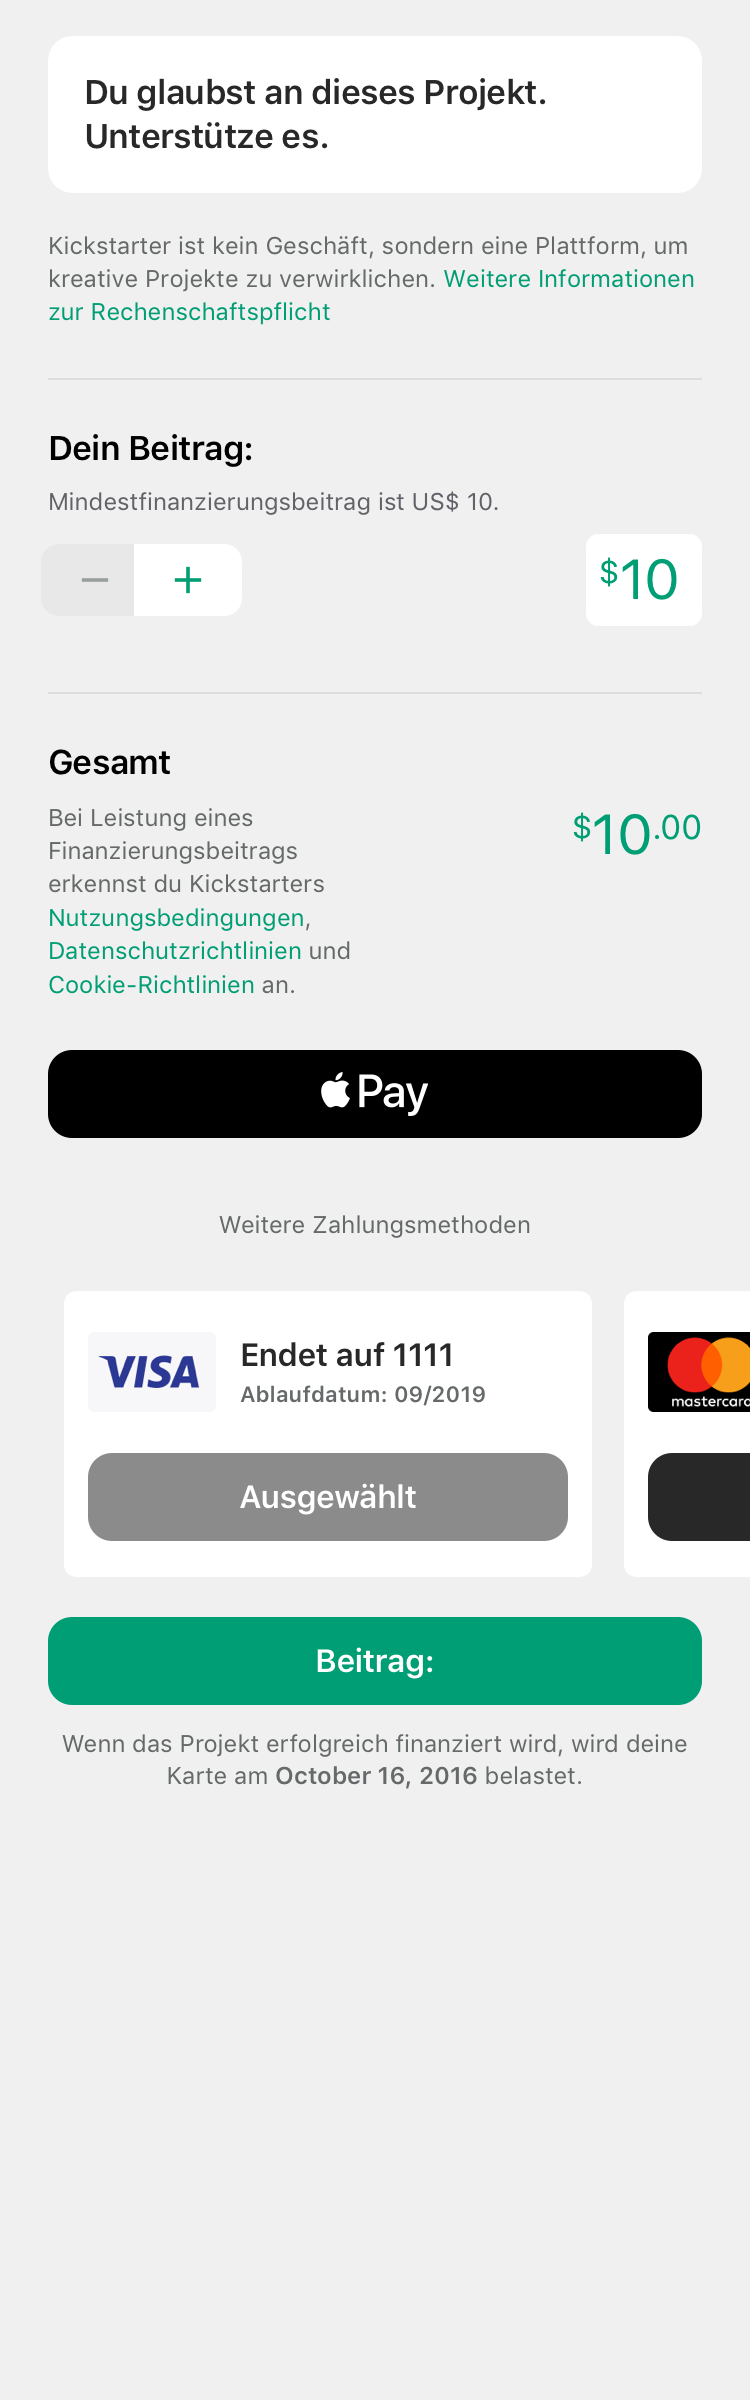 Du glaubst an dieses Projekt.
Unterstütze es.
Kickstarter ist kein Geschäft, sondern eine Plattform, um
kreative Projekte zu verwirklichen. Weitere Informationen
zur Rechenschaftspflicht
Dein Beitrag:
Mindestfinanzierungsbeitrag ist US$ 10.
− +
$10
Gesamt
Bei Leistung eines
Finanzierungsbeitrags
erkennst du Kickstarters
Nutzungsbedingungen,
Datenschutzrichtlinien und
Cookie-Richtlinien an.
$10.00
Pay
Weitere Zahlungsmethoden
VISA
Endet auf 1111
Ablaufdatum: 09/2019
Ausgewählt
mastercard
Beitrag:
Wenn das Projekt erfolgreich finanziert wird, wird deine
Karte am October 16, 2016 belastet.